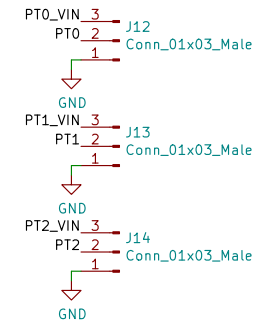 PT0_VIN 3 J12
PT0 2 Conn_01x03_Male
1
GND
PT1_VIN 3 J13
PT1 2 Conn_01x03_Male
1
GND
PT2_VIN 3 J14
PT2 2 Conn_01x03_Male
1
GND